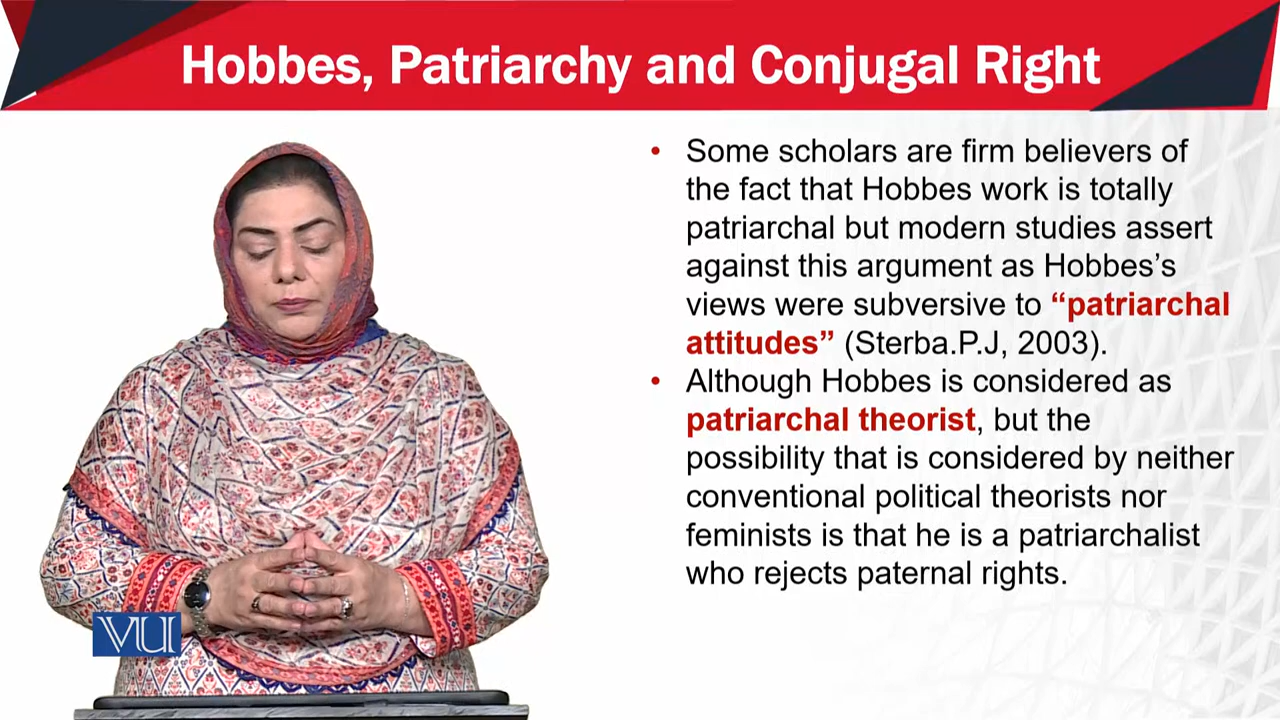 Hobbes, Patriarchy and Conjugal Right
• Some scholars are firm believers of
the fact that Hobbes work is totally
patriarchal but modern studies assert
against this argument as Hobbes’s
views were subversive to “patriarchal
attitudes” (Sterba.P.J, 2003).
• Although Hobbes is considered as
patriarchal theorist, but the
possibility that is considered by neither
conventional political theorists nor
feminists is that he is a patriarchalist
who rejects paternal rights.
VU